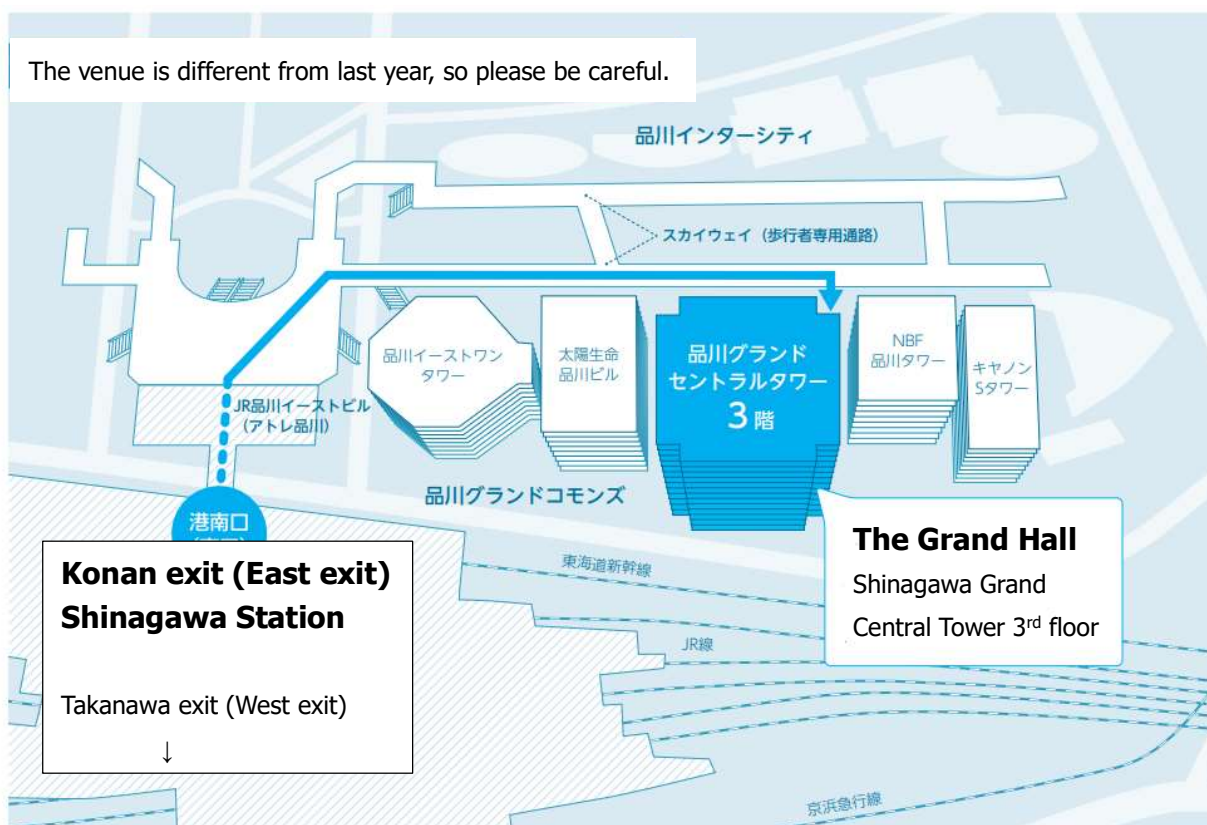 The venue is different from last year, so please be careful.
品川インターシティ
スカイウェイ（歩行者専用通路）
品川イーストワン
タワー
太陽生命
品川ビル
品川グランド
セントラルタワー
3階
NBF
品川タワー
キヤノン
Sタワー
JR品川イーストビル
（アトレ品川）
品川グランドコモンズ
港南口
Konan exit (East exit)
Shinagawa Station
Takanawa exit (West exit)
↓
The Grand Hall
Shinagawa Grand
Central Tower 3rd floor
東海道新幹線
JR線
京浜急行線